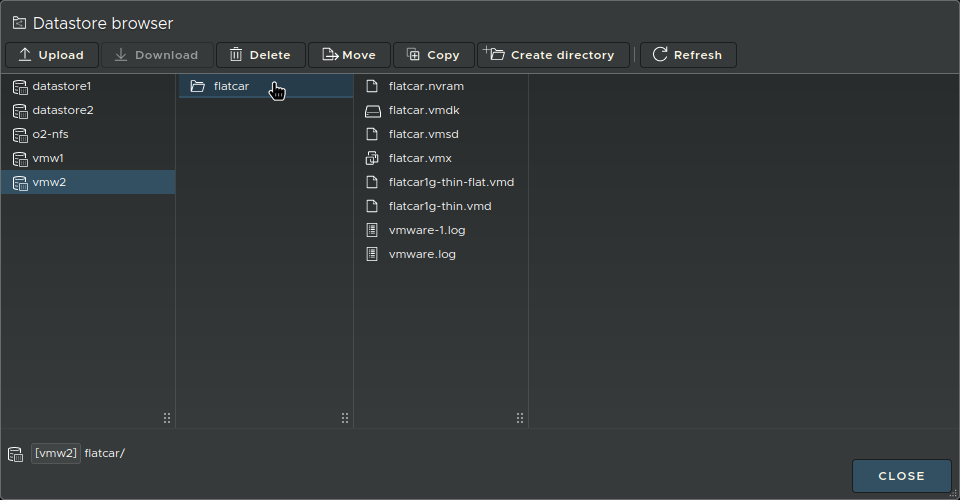 Datastore browser
Upload Download Delete Move Copy Create directory Refresh
datastore1
datastore2
o2-nfs
vmw1
vmw2
flatcar
flatcar.nvram
flatcar.vmdk
flatcar.vmsd
flatcar.vmx
flatcar1g-thin-flat.vmd
flatcar1g-thin.vmd
vmware-1.log
vmware.log
[vmw2] flatcar/
CLOSE